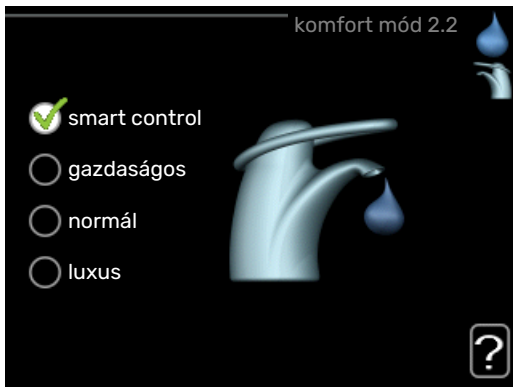 komfort mód 2.2
smart control
gazdaságos
normál
luxus
?